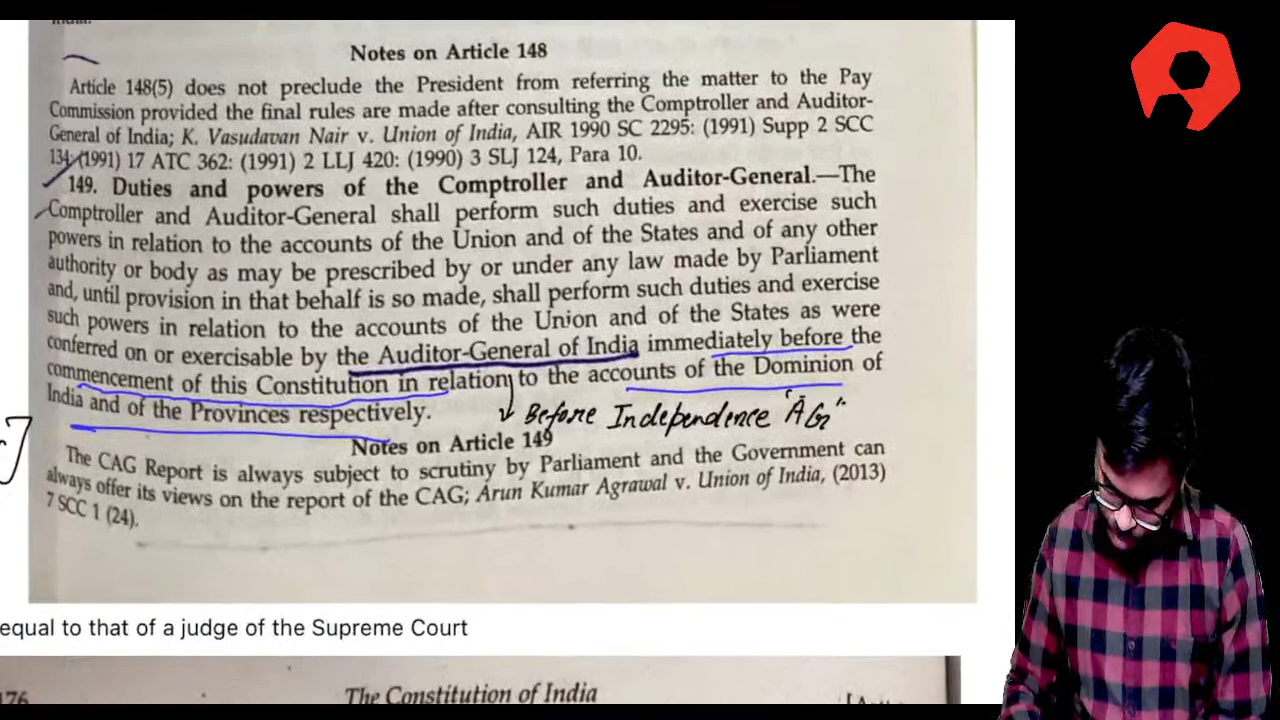 Notes on Article 148
Article 148(5) does not preclude the President from referring the matter to the Pay
Commission provided the final rules are made after consulting the Comptroller and Auditor-
General of India; K. Vasudavan Nair v. Union of India, AIR 1990 SC 2295: (1991) Supp 2 SCC
134: (1991) 17 ATC 362: (1991) 2 LLJ 420: (1990) 3 SLJ 124, Para 10.
149. Duties and powers of the Comptroller and Auditor-General.—The
Comptroller and Auditor-General shall perform such duties and exercise such
powers in relation to the accounts of the Union and of the States and of any other
authority or body as may be prescribed by or under any law made by Parliament
and, until provision in that behalf is so made, shall perform such duties and exercise
such powers in relation to the accounts of the Union and of the States as were
conferred on or exercisable by the Auditor-General of India immediately before the
commencement of this Constitution in relation to the accounts of the Dominion of
India and of the Provinces respectively.
Before Independence "AG"
Notes on Article 149
The CAG Report is always subject to scrutiny by Parliament and the Government can
always offer its views on the report of the CAG; Arun Kumar Agrawal v. Union of India, (2013)
7 SCC 1 (24).
equal to that of a judge of the Supreme Court
176
The Constitution of India